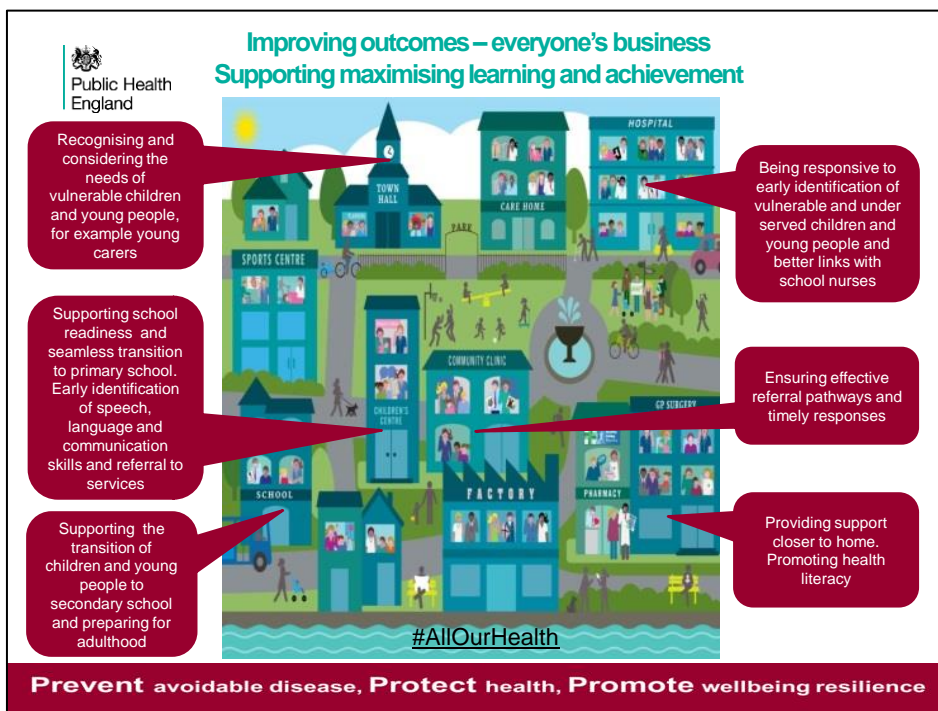 Improving outcomes – everyone's business
Supporting maximising learning and achievement
Public Health
England
Recognising and
considering the
needs of
vulnerable children
and young people,
for example young
carers
Supporting school
readiness and
seamless transition
to primary school.
Early identification
of speech,
language and
communication
skills and referral to
services
Supporting the
transition of
children and young
people to
secondary school
and preparing for
adulthood
HOSPITAL
TOWN
HALL
CARE HOME
PARK
SPORTS CENTRE
COMMUNITY CLINIC
CHILDREN'S
CENTRE
GP SURGERY
SCHOOL
FACTORY
PHARMACY
#AllOurHealth
Being responsive to
early identification of
vulnerable and under
served children and
young people and
better links with
school nurses
Ensuring effective
referral pathways and
timely responses
Providing support
closer to home.
Promoting health
literacy
Prevent avoidable disease, Protect health, Promote wellbeing resilience